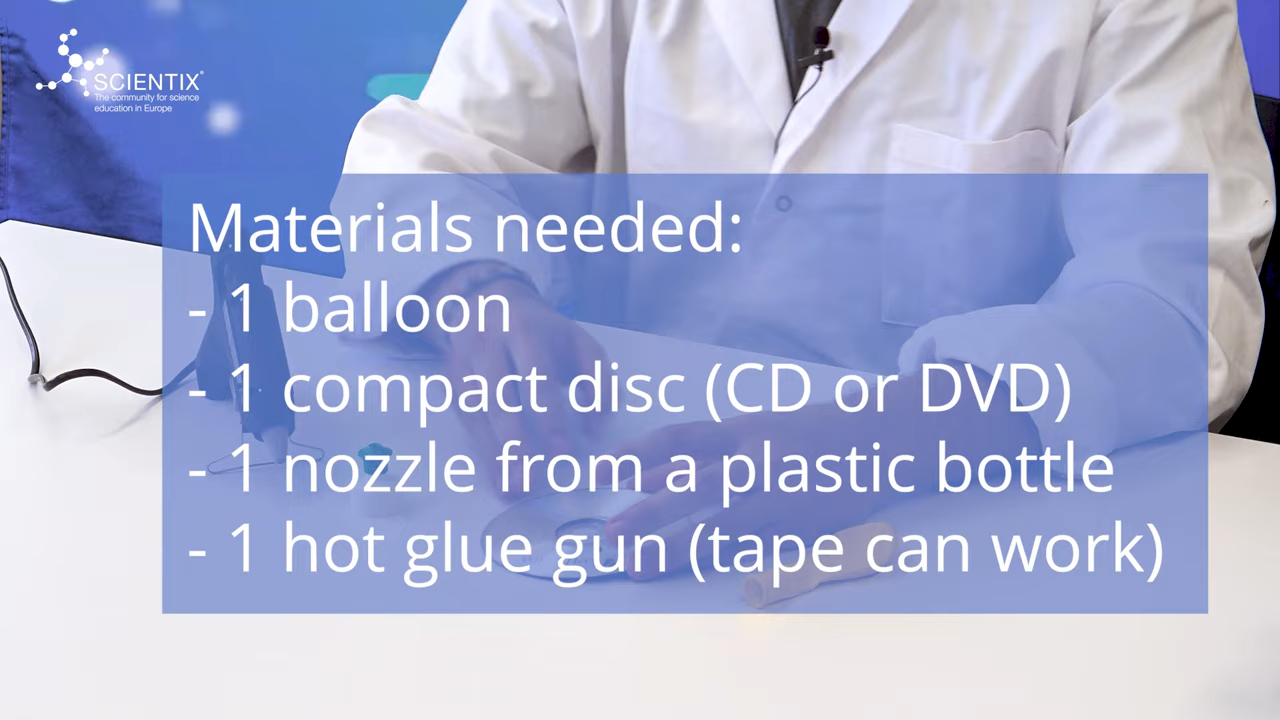 SCIENTIX®
The community for science
education in Europe
Materials needed:
- 1 balloon
- 1 compact disc (CD or DVD)
- 1 nozzle from a plastic bottle
- 1 hot glue gun (tape can work)